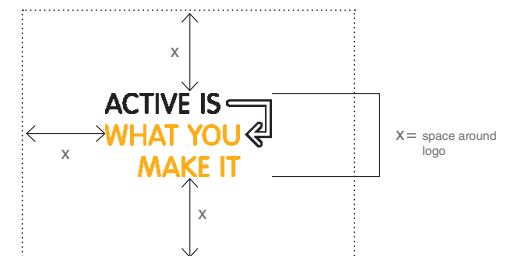 x
ACTIVE IS
WHAT YOU
MAKE IT
x
x
x = space around
logo